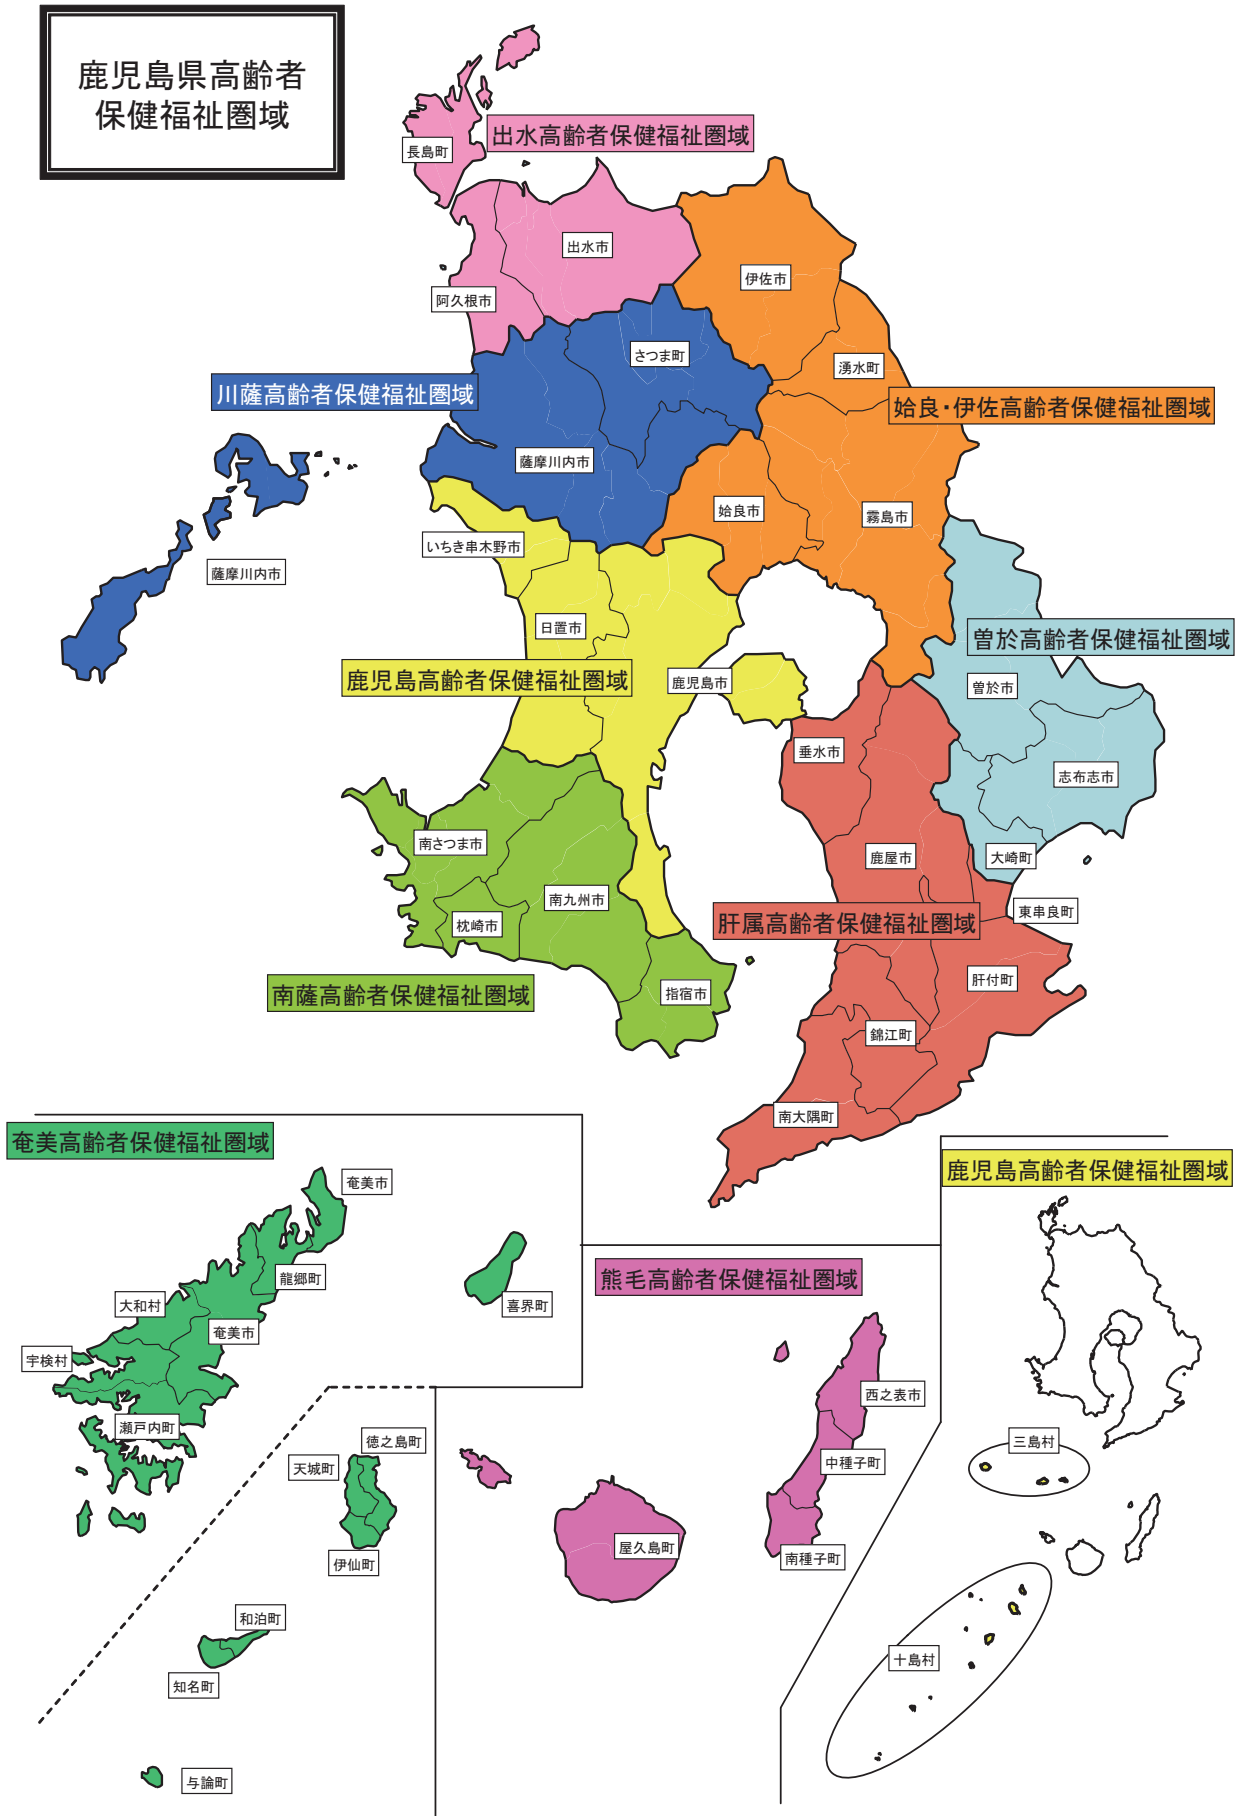 鹿児島県高齢者
保健福祉圏域
出水高齢者保健福祉圏域
長島町
出水市
阿久根市
伊佐市
湧水町
さつま町
川薩高齢者保健福祉圏域
姶良・伊佐高齢者保健福祉圏域
薩摩川内市
姶良市
霧島市
いちき串木野市
薩摩川内市
日置市
曽於高齢者保健福祉圏域
鹿児島高齢者保健福祉圏域
鹿児島市
曽於市
垂水市
志布志市
南さつま市
鹿屋市
大崎町
南九州市
東串良町
枕崎市
肝属高齢者保健福祉圏域
南薩高齢者保健福祉圏域
指宿市
肝付町
錦江町
南大隅町
奄美高齢者保健福祉圏域
鹿児島高齢者保健福祉圏域
奄美市
龍郷町
熊毛高齢者保健福祉圏域
大和村
喜界町
奄美市
宇検村
西之表市
瀬戸内町
徳之島町
三島村
天城町
中種子町
屋久島町
南種子町
伊仙町
和泊町
十島村
知名町
与論町